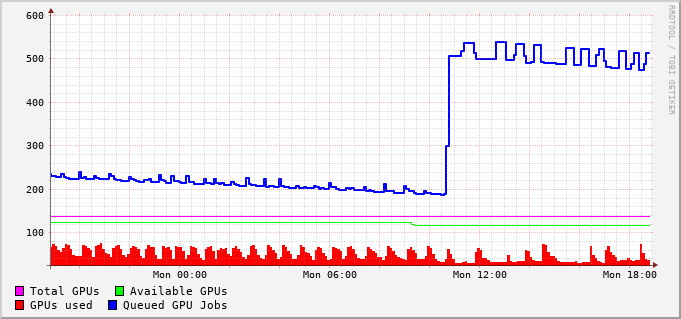 600
500
400
300
200
100
Mon 00:00 Mon 06:00 Mon 12:00 Mon 18:00
Total GPUs Available GPUs
GPUs used Queued GPU Jobs
RRDTOOL / TOBI OETIKER